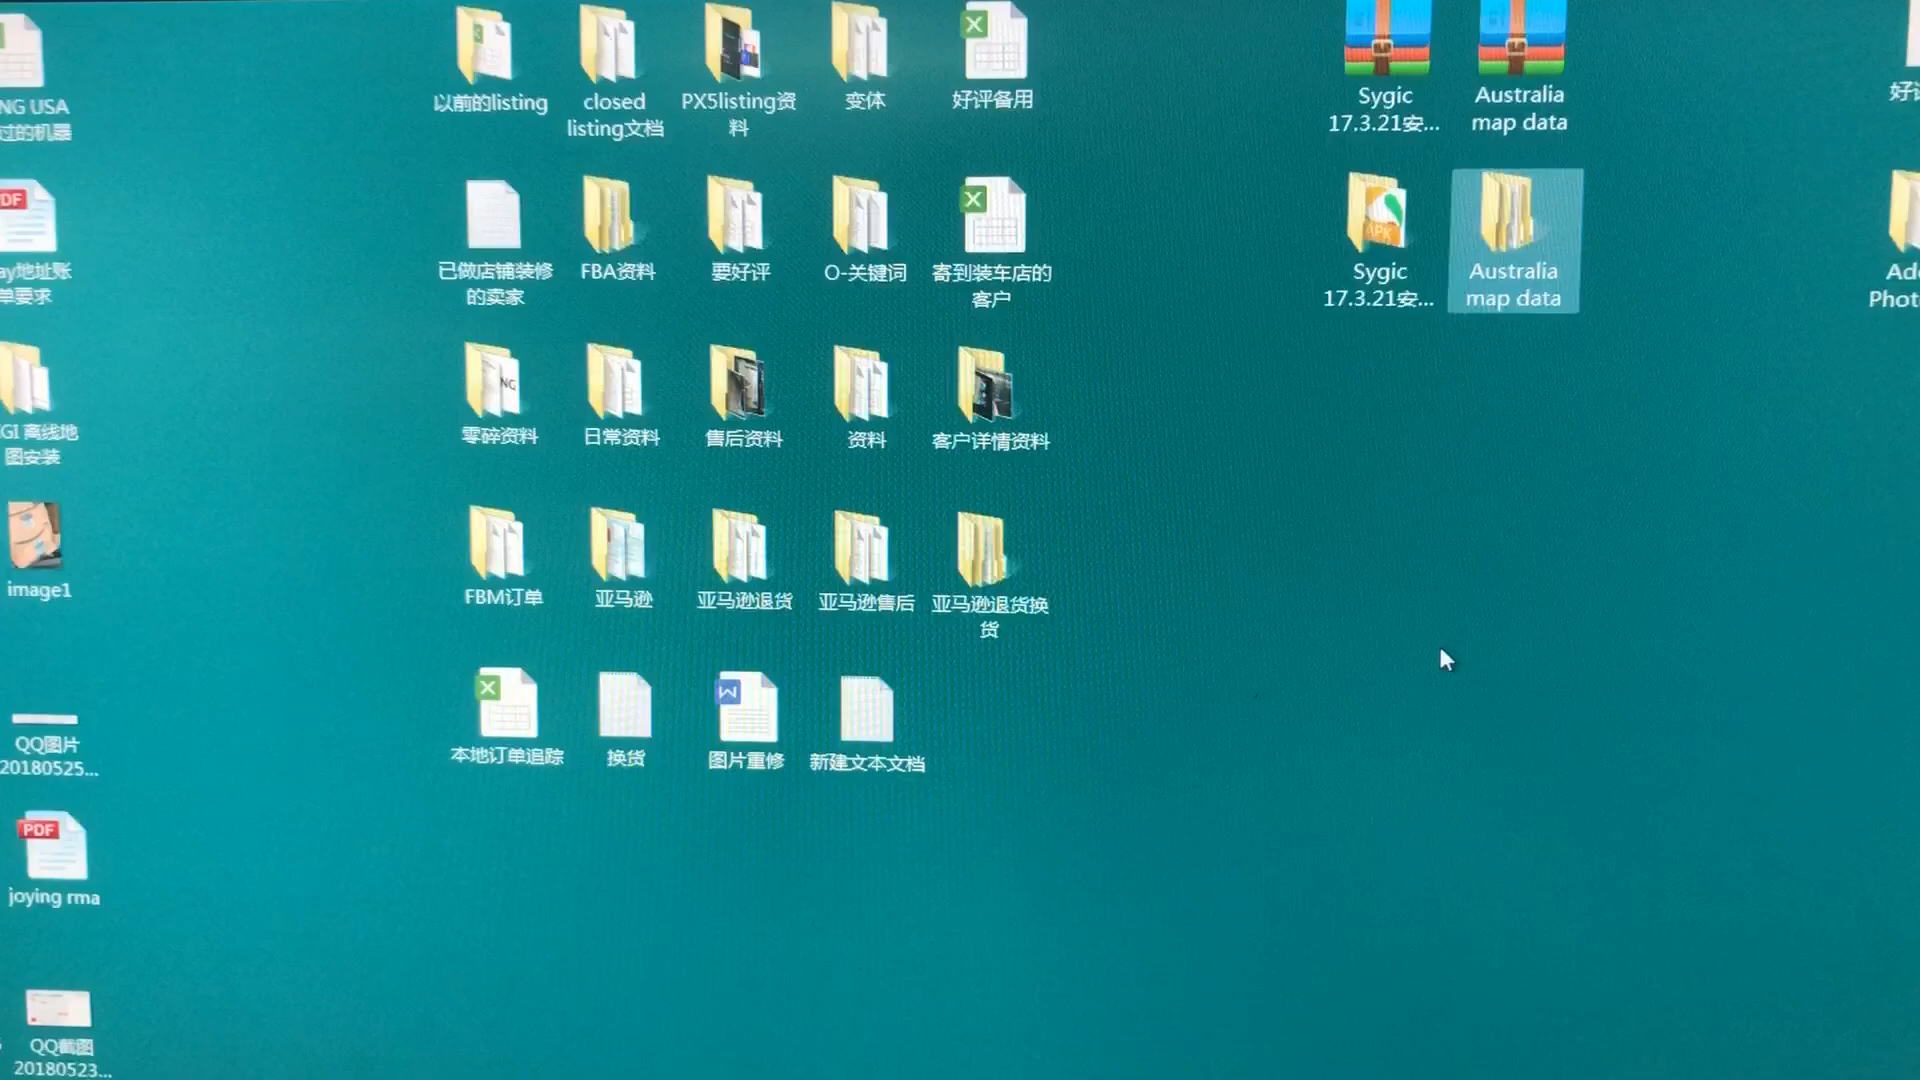 NG USA
过的机器
以前的listing
closed
listing文档
PX5listing资
料
变体
好评备用
Sygic
17.3.21安...
Australia
map data
好评
PDF
ay地址账
单要求
已做店铺装修
的卖家
FBA资料
要好评
O-关键词
寄到装车店的
客户
APK
Sygic
17.3.21安...
Australia
map data
Ado
Phot
GI 离线地
图安装
NG
零碎资料
日常资料
售后资料
资料
客户详情资料
image1
FBM订单
亚马逊
亚马逊退货
亚马逊售后
亚马逊退货换
货
QQ图片
20180525...
本地订单追踪
换货
图片重修
新建文本文档
PDF
joying rma
QQ截图
20180523...